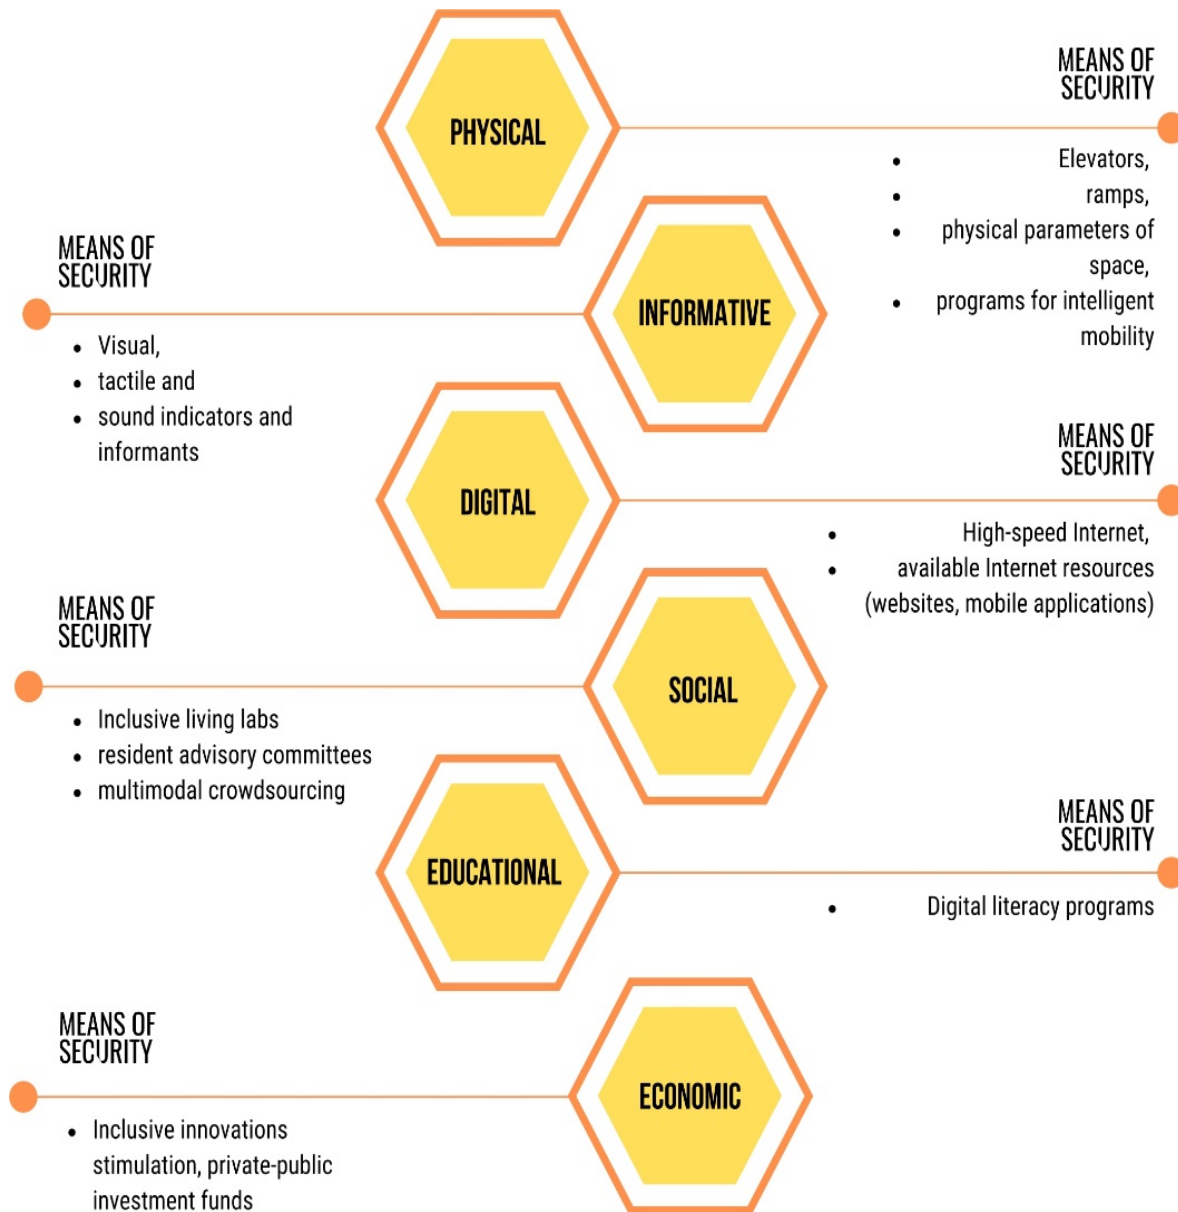 PHYSICAL
MEANS OF
SECURITY
• Elevators,
• ramps,
• physical parameters of
space,
• programs for intelligent
mobility
INFORMATIVE
MEANS OF
SECURITY
• Visual,
• tactile and
• sound indicators and
informants
DIGITAL
MEANS OF
SECURITY
• High-speed Internet,
• available Internet resources
(websites, mobile applications)
SOCIAL
MEANS OF
SECURITY
• Inclusive living labs
• resident advisory committees
• multimodal crowdsourcing
EDUCATIONAL
MEANS OF
SECURITY
• Digital literacy programs
ECONOMIC
MEANS OF
SECURITY
• Inclusive innovations
stimulation, private-public
investment funds